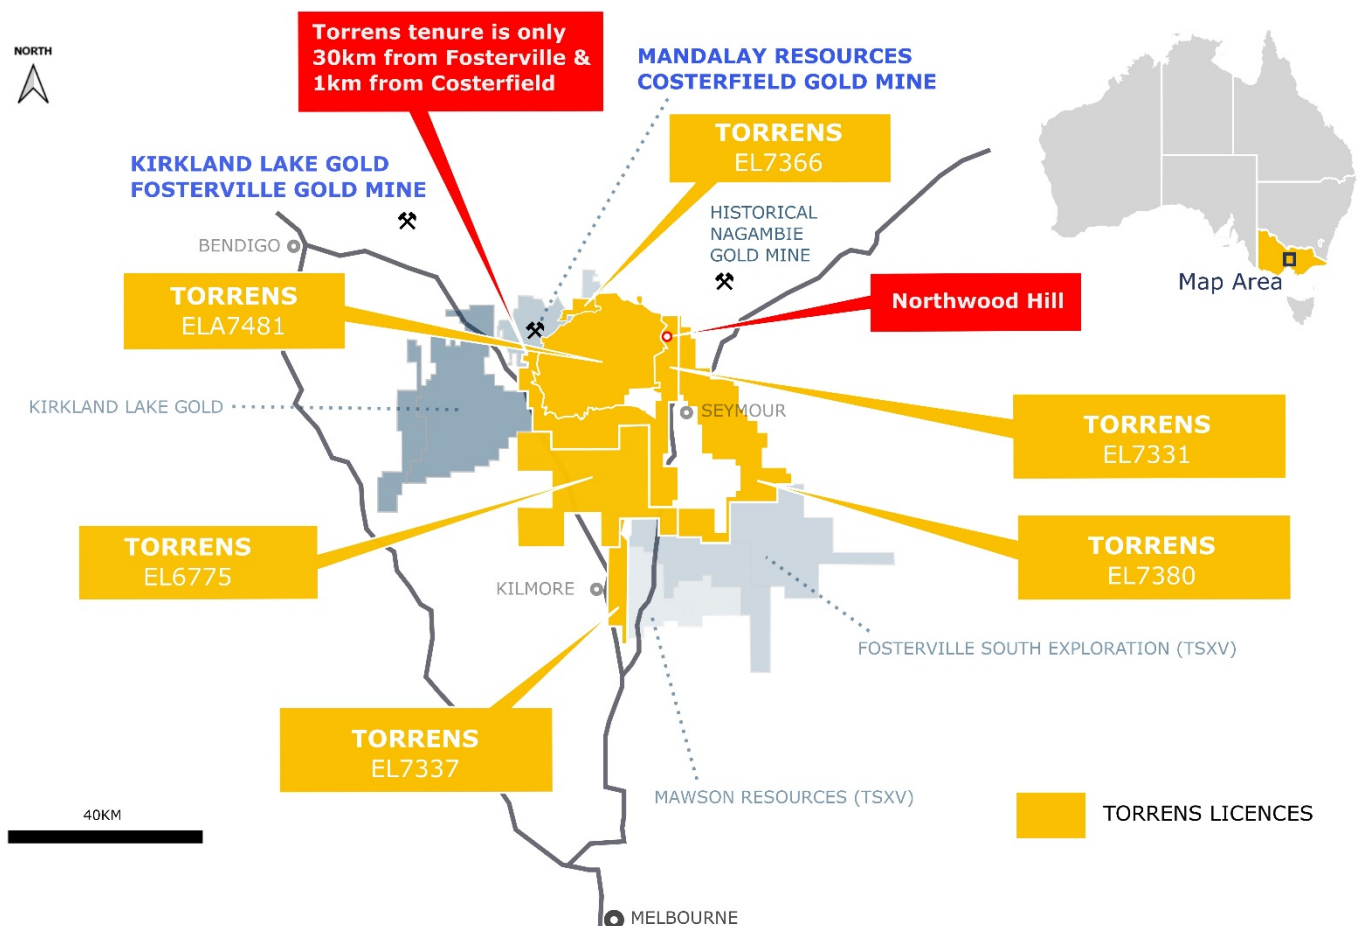 NORTH
Torrens tenure is only
30km from Fosterville &
1km from Costerfield
MANDALAY RESOURCES
COSTERFIELD GOLD MINE
TORRENS
EL7366
KIRKLAND LAKE GOLD
FOSTERVILLE GOLD MINE
HISTORICAL
NAGAMBIE
GOLD MINE
BENDIGO
Map Area
TORRENS
ELA7481
Northwood Hill
KIRKLAND LAKE GOLD
SEYMOUR
TORRENS
EL7331
TORRENS
EL6775
TORRENS
EL7380
KILMORE
FOSTERVILLE SOUTH EXPLORATION (TSXV)
TORRENS
EL7337
MAWSON RESOURCES (TSXV)
40KM
TORRENS LICENCES
MELBOURNE